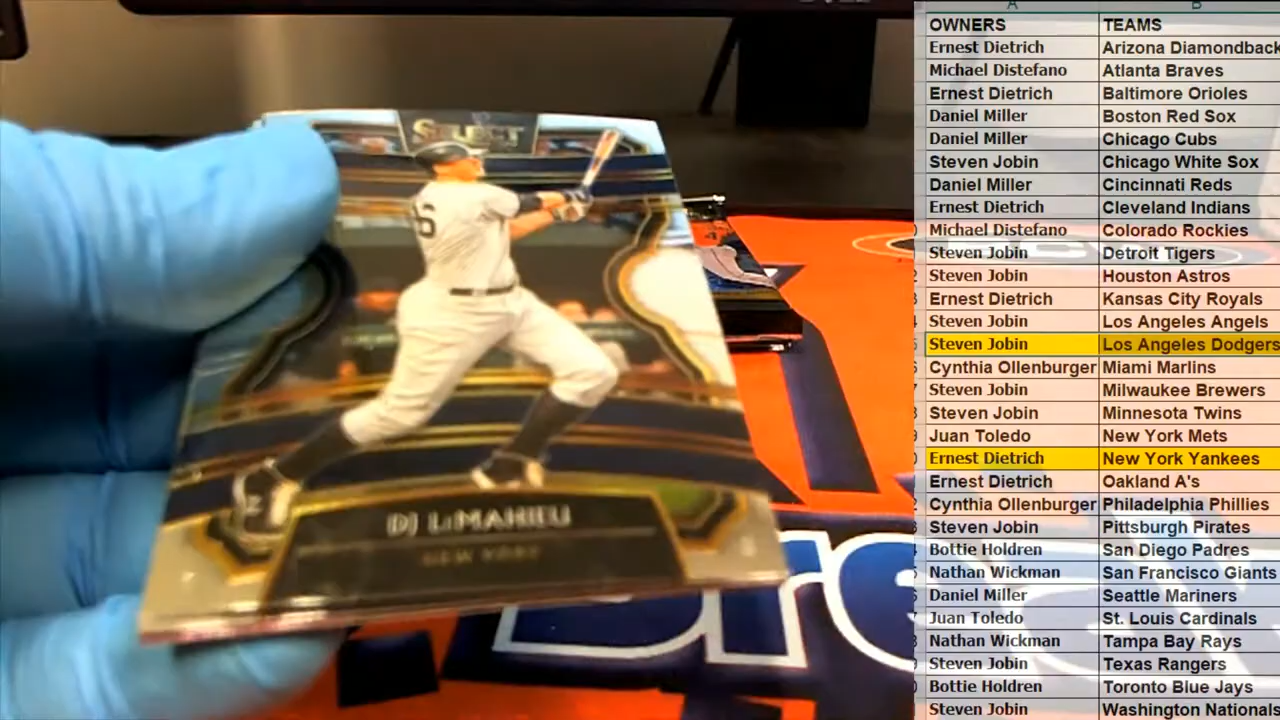 SELECT
DJ LEMAHIEU
NEW YORK
A B
OWNERS TEAMS
Ernest Dietrich Arizona Diamondback
Michael Distefano Atlanta Braves
Ernest Dietrich Baltimore Orioles
Daniel Miller Boston Red Sox
Daniel Miller Chicago Cubs
Steven Jobin Chicago White Sox
Daniel Miller Cincinnati Reds
Ernest Dietrich Cleveland Indians
Michael Distefano Colorado Rockies
Steven Jobin Detroit Tigers
Steven Jobin Houston Astros
Ernest Dietrich Kansas City Royals
Steven Jobin Los Angeles Angels
Steven Jobin Los Angeles Dodgers
Cynthia Ollenburger Miami Marlins
Steven Jobin Milwaukee Brewers
Steven Jobin Minnesota Twins
Juan Toledo New York Mets
Ernest Dietrich New York Yankees
Ernest Dietrich Oakland A's
Cynthia Ollenburger Philadelphia Phillies
Steven Jobin Pittsburgh Pirates
Bottie Holdren San Diego Padres
Nathan Wickman San Francisco Giants
Daniel Miller Seattle Mariners
Juan Toledo St. Louis Cardinals
Nathan Wickman Tampa Bay Rays
Steven Jobin Texas Rangers
Bottie Holdren Toronto Blue Jays
Steven Jobin Washington Nationals